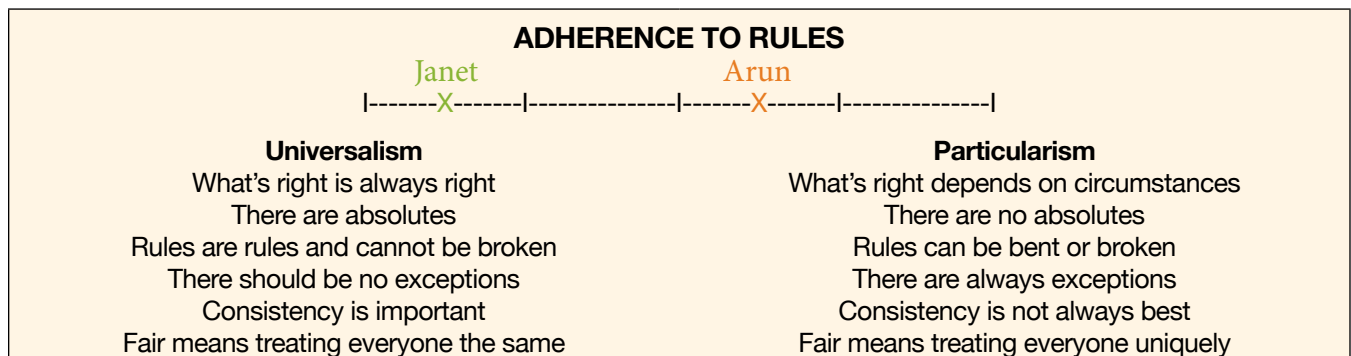 ADHERENCE TO RULES
Janet Arun
I-------X-------I---------------I-------X-------I---------------I
Universalism Particularism
What’s right is always right What’s right depends on circumstances
There are absolutes There are no absolutes
Rules are rules and cannot be broken Rules can be bent or broken
There should be no exceptions There are always exceptions
Consistency is important Consistency is not always best
Fair means treating everyone the same Fair means treating everyone uniquely